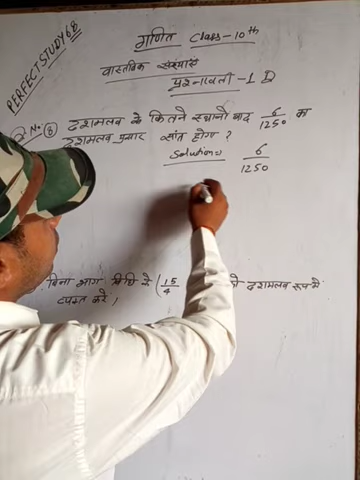 PERFECT STUDY 68
गणित Class-10th
वास्तविक संख्याएं
प्रश्नावली-1 D
No. 8 दशमलव के कितने स्थानों बाद 6/1250 का
दशमलव प्रसार सांत होगा ?
Solution:
6/1250
बिना भाग विधि से 15/4 दशमलव रूप में
व्यक्त करें ,